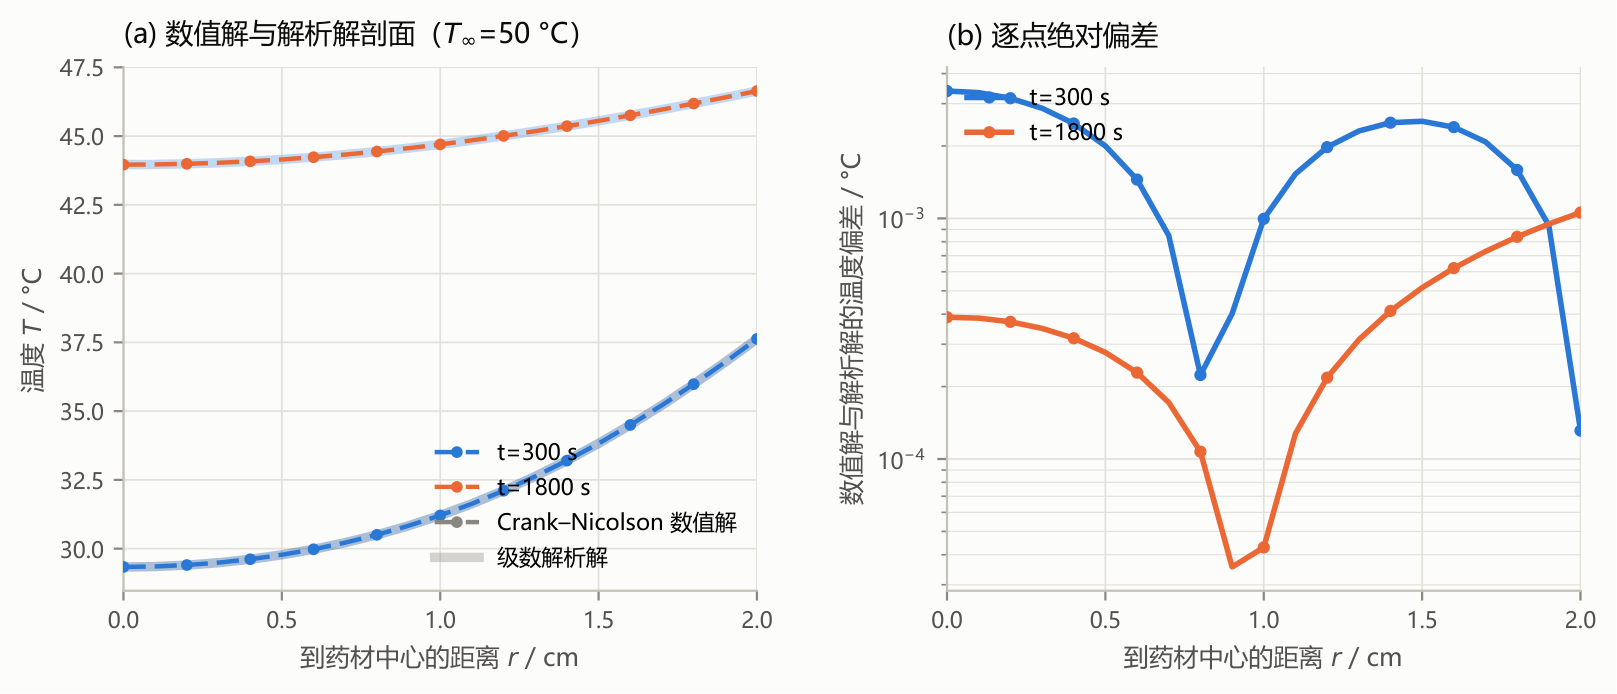 (a) 数值解与解析解剖面（T∞=50 °C）
47.5
45.0
42.5
40.0
37.5
35.0
32.5
30.0
温度 T / °C
t=300 s
t=1800 s
Crank–Nicolson 数值解
级数解析解
0.0 0.5 1.0 1.5 2.0
到药材中心的距离 r / cm
(b) 逐点绝对偏差
t=300 s
t=1800 s
10⁻³
10⁻⁴
数值解与解析解的温度偏差 / °C
0.0 0.5 1.0 1.5 2.0
到药材中心的距离 r / cm